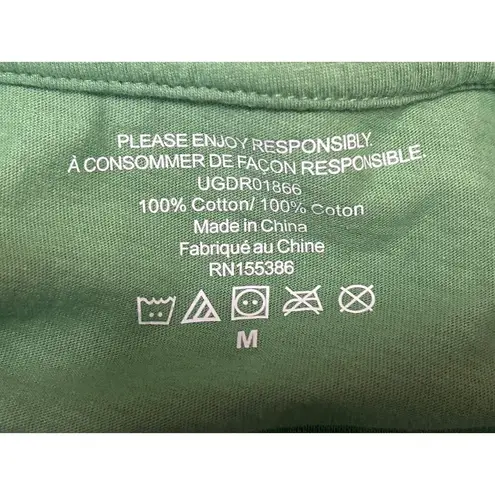 PLEASE ENJOY RESPONSIBLY.
À CONSOMMER DE FAÇON RESPONSIBLE.
UGDR01866
100% Cotton/ 100% Coton
Made in China
Fabriqué au Chine
RN155386
M